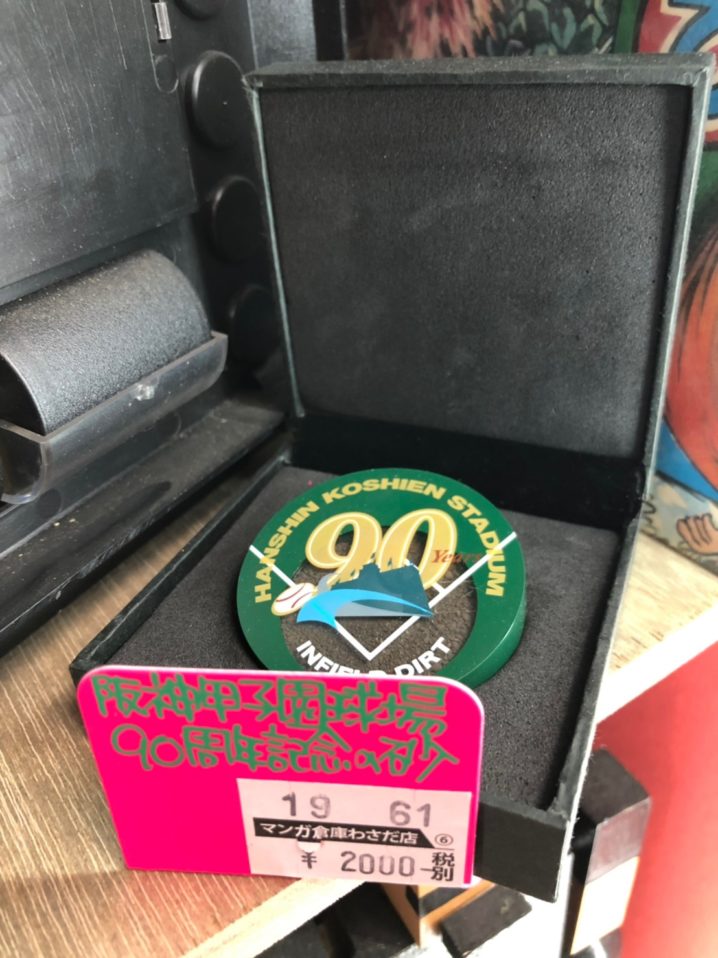 HANSHIN KOSHIEN STADIUM
90
Years
INFIELD DIRT
阪神甲子園球場
90周年記念メダル
19 61
マンガ倉庫わさだ店 ⑥
¥ 2000 税別